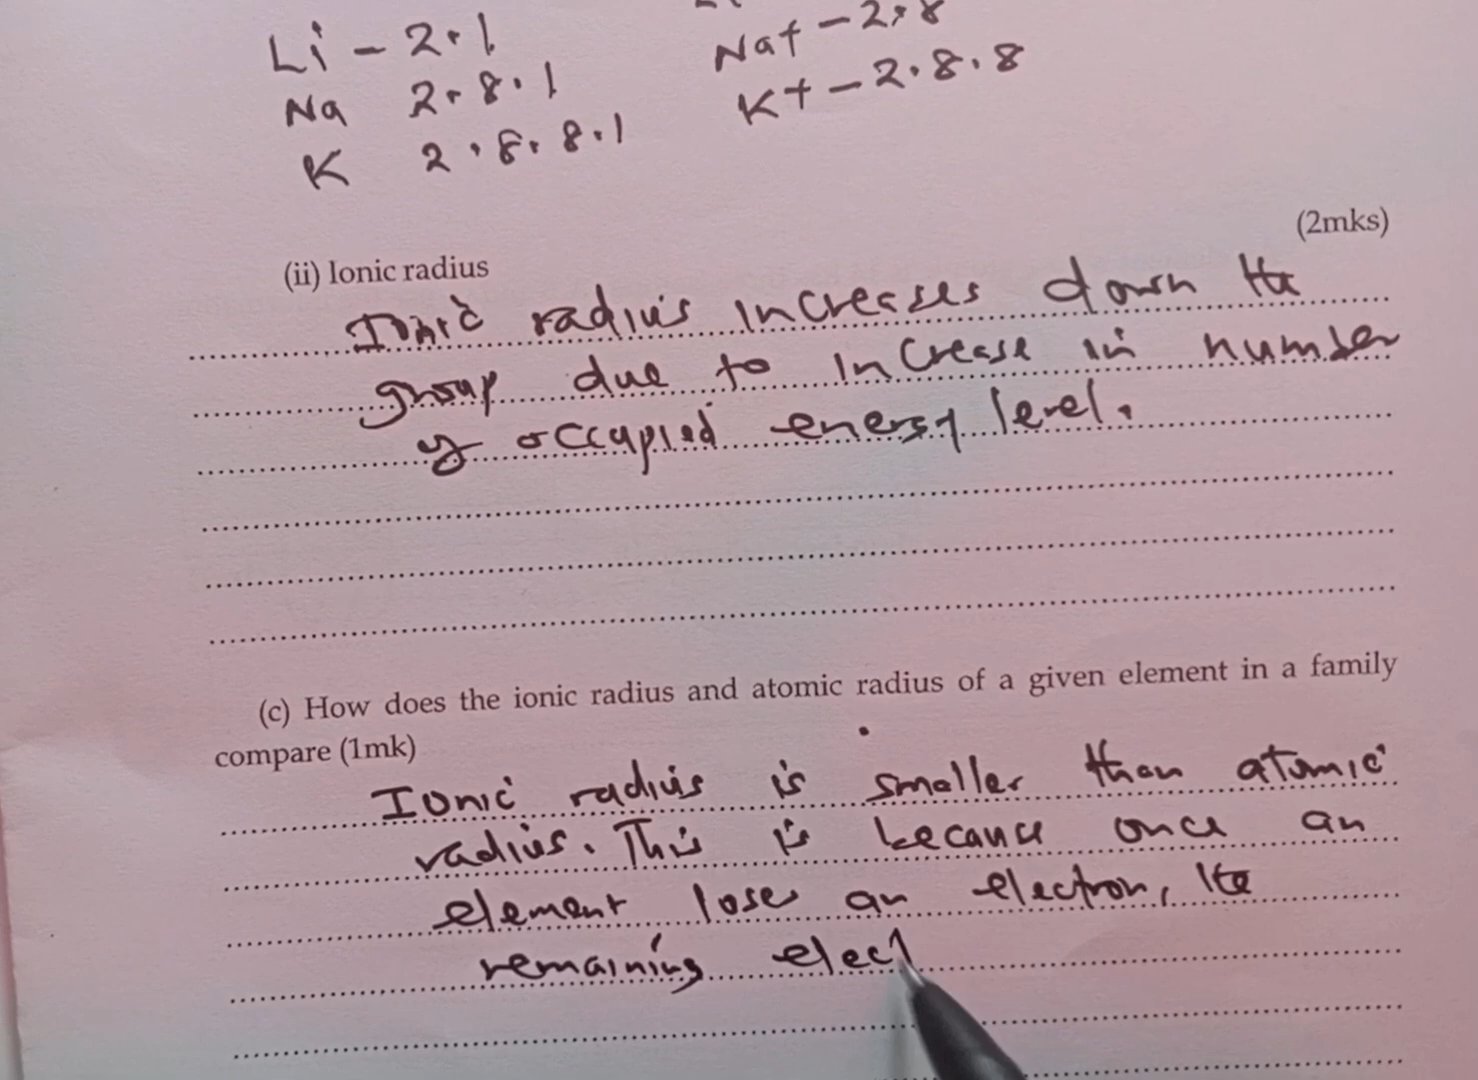 Li – 2.1
Na+ – 2.8
Na 2.8.1
K+ – 2.8.8
K 2.8.8.1
(2mks)
(ii) Ionic radius
Ionic radius increases down the
group due to increase in number
of occupied energy level.
(c) How does the ionic radius and atomic radius of a given element in a family
compare (1mk)
Ionic radius is smaller than atomic
radius. This is because once an
element loses an electron, the
remaining elect